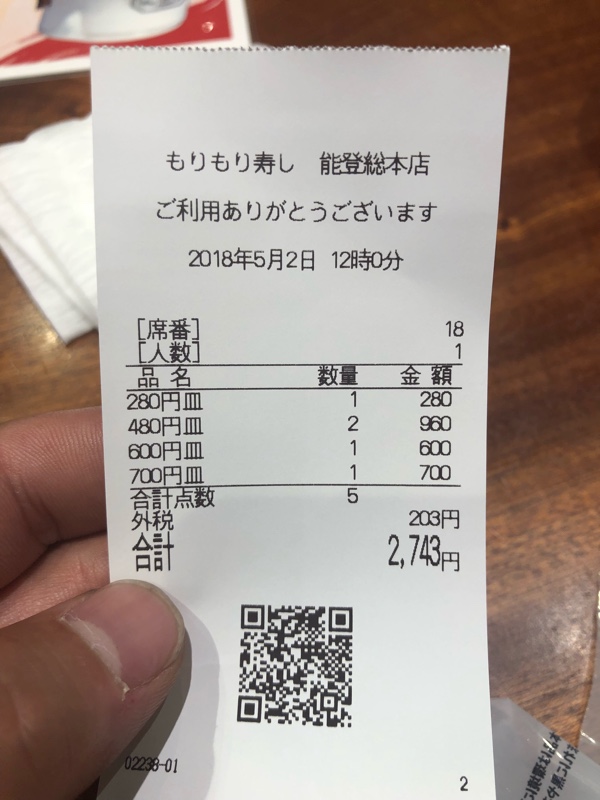 もりもり寿し 能登総本店
ご利用ありがとうございます
2018年5月2日 12時0分
[席番] 18
[人数] 1
品名 数量 金額
280円皿 1 280
480円皿 2 960
600円皿 1 600
700円皿 1 700
合計点数 5
外税 203円
合計 2,743円
02238-01
2